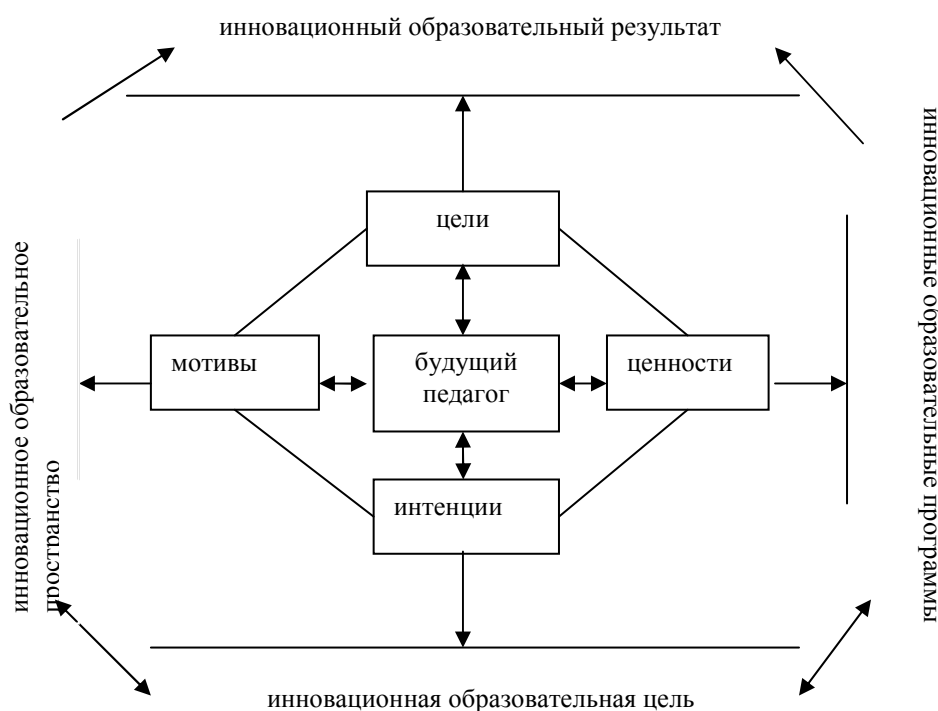 инновационный образовательный результат
инновационное образовательное
пространство
цели
мотивы
будущий
педагог
ценности
интенции
инновационные образовательные программы
инновационная образовательная цель